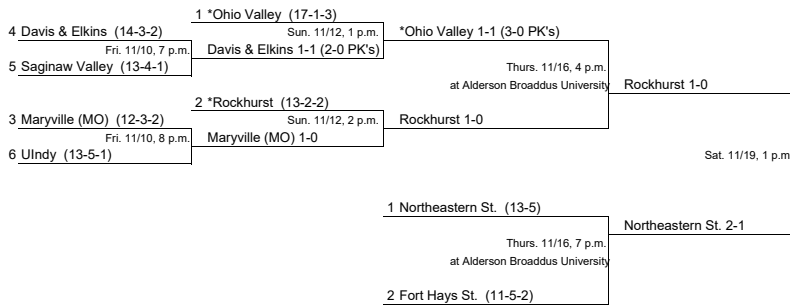 1 *Ohio Valley (17-1-3)
4 Davis & Elkins (14-3-2)
Sun. 11/12, 1 p.m.
*Ohio Valley 1-1 (3-0 PK's)
Fri. 11/10, 7 p.m.
Davis & Elkins 1-1 (2-0 PK's)
5 Saginaw Valley (13-4-1)
Thurs. 11/16, 4 p.m.
at Alderson Broaddus University
Rockhurst 1-0
2 *Rockhurst (13-2-2)
3 Maryville (MO) (12-3-2)
Sun. 11/12, 2 p.m.
Rockhurst 1-0
Fri. 11/10, 8 p.m.
Maryville (MO) 1-0
6 UIndy (13-5-1)
Sat. 11/19, 1 p.m
1 Northeastern St. (13-5)
Northeastern St. 2-1
Thurs. 11/16, 7 p.m.
at Alderson Broaddus University
2 Fort Hays St. (11-5-2)